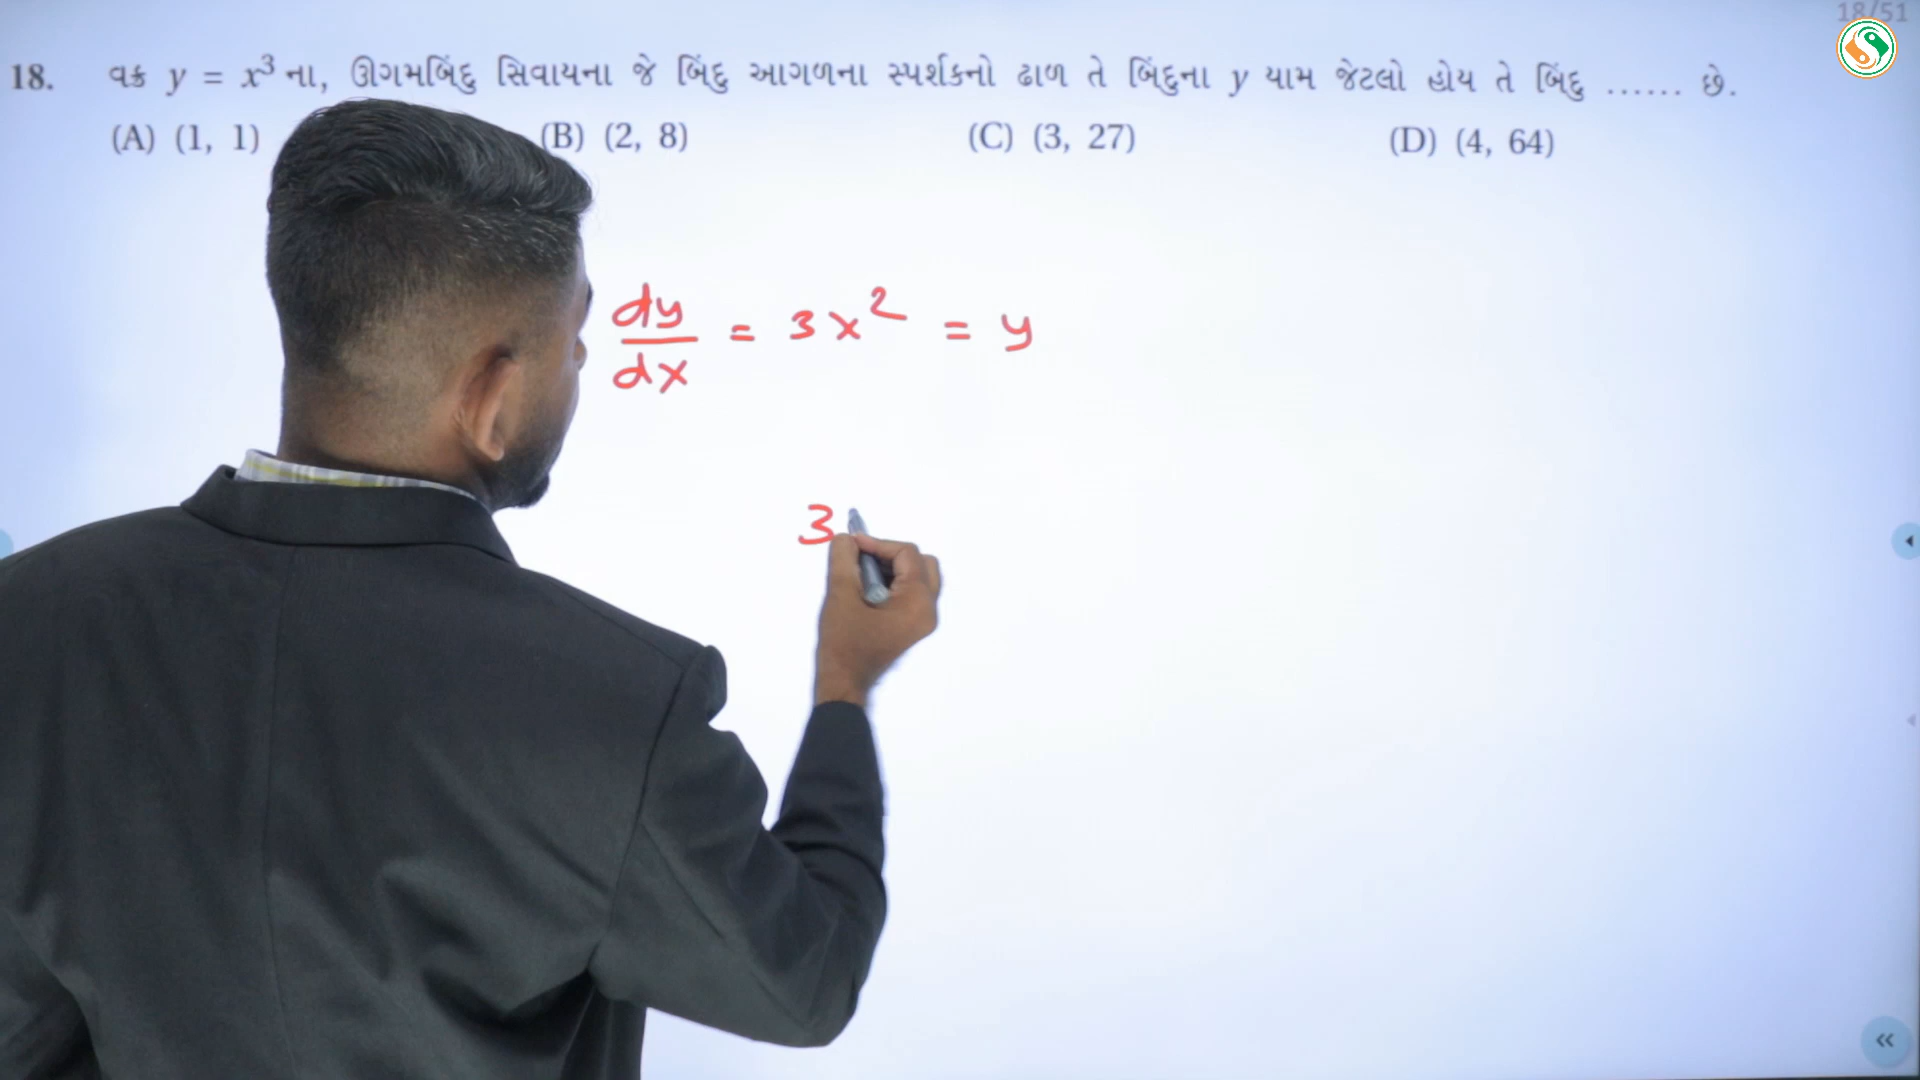 18/51
18. વક્ર y = x³ ના, ઊગમબિંદુ સિવાયના જે બિંદુ આગળના સ્પર્શકનો ઢાળ તે બિંદુના y યામ જેટલો હોય તે બિંદુ ...... છે.
(A) (1, 1) (B) (2, 8) (C) (3, 27) (D) (4, 64)
dy/dx = 3x² = y
3